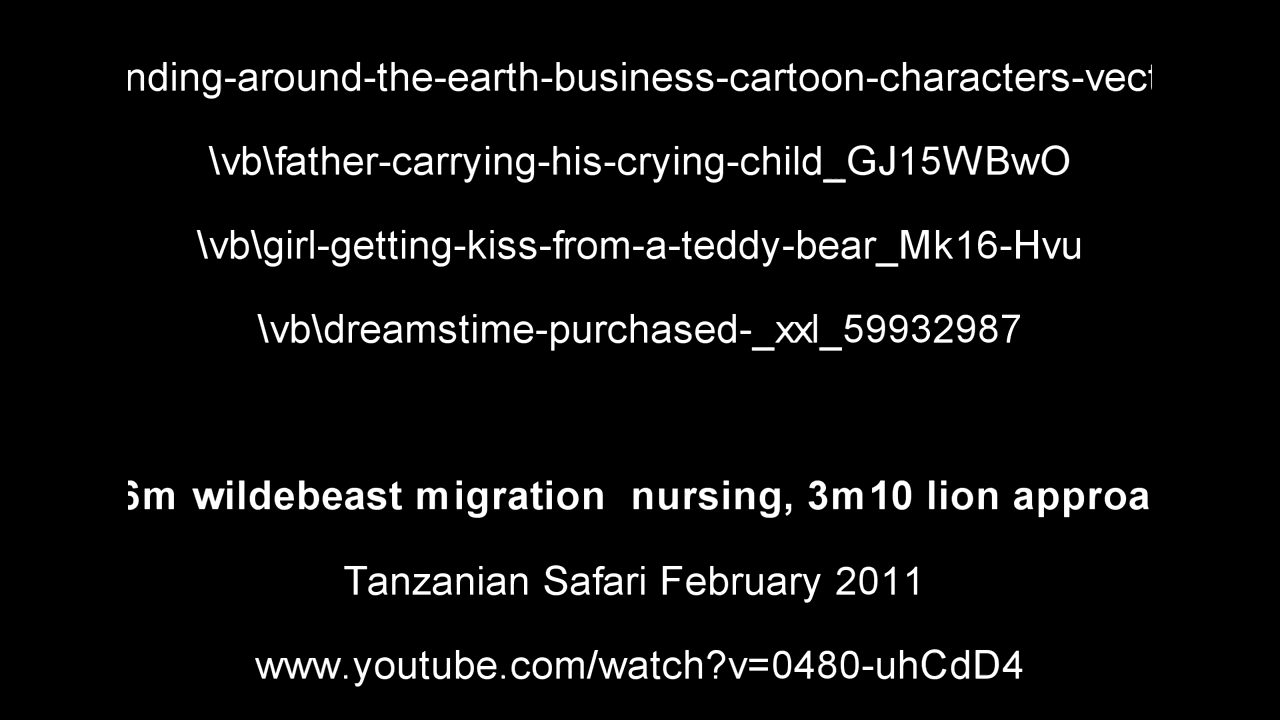 nding-around-the-earth-business-cartoon-characters-vect
\vb\father-carrying-his-crying-child_GJ15WBwO
\vb\girl-getting-kiss-from-a-teddy-bear_Mk16-Hvu
\vb\dreamstime-purchased-_xxl_59932987
6m wildebeast migration  nursing, 3m10 lion approa
Tanzanian Safari February 2011
www.youtube.com/watch?v=0480-uhCdD4